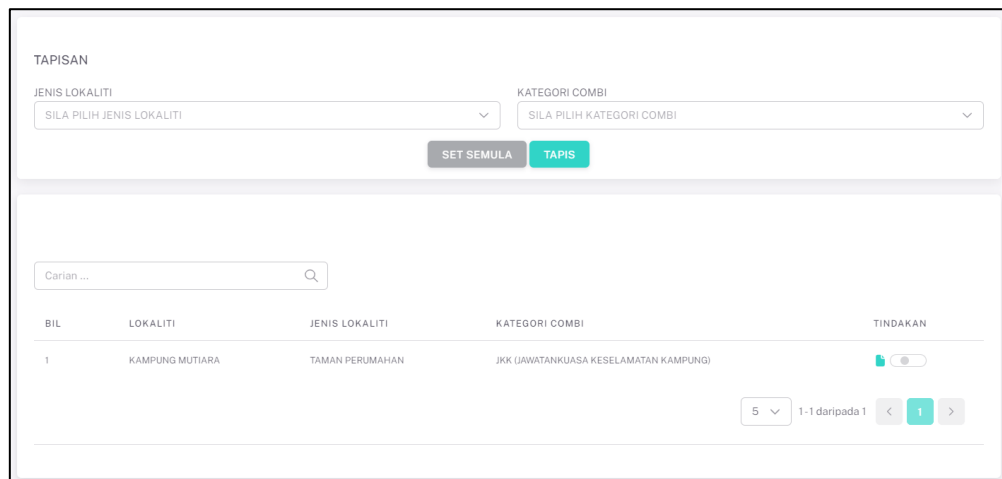 TAPISAN
JENIS LOKALITI KATEGORI COMBI
SILA PILIH JENIS LOKALITI SILA PILIH KATEGORI COMBI
SET SEMULA TAPIS
Carian ...
BIL LOKALITI JENIS LOKALITI KATEGORI COMBI TINDAKAN
1 KAMPUNG MUTIARA TAMAN PERUMAHAN JKK (JAWATANKUASA KESELAMATAN KAMPUNG)
5 1-1 daripada 1 < 1 >